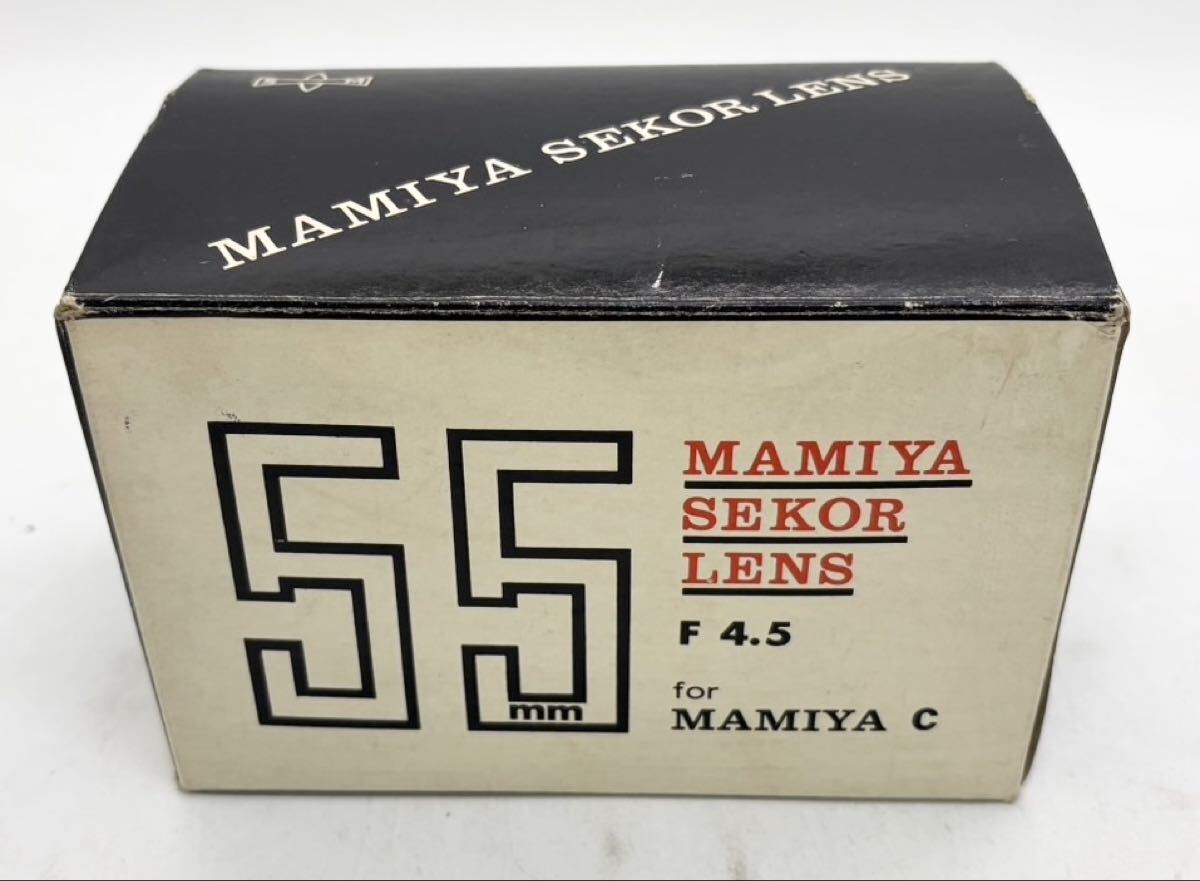 MAMIYA SEKOR LENS
55
mm
MAMIYA
SEKOR
LENS
F 4.5
for
MAMIYA C